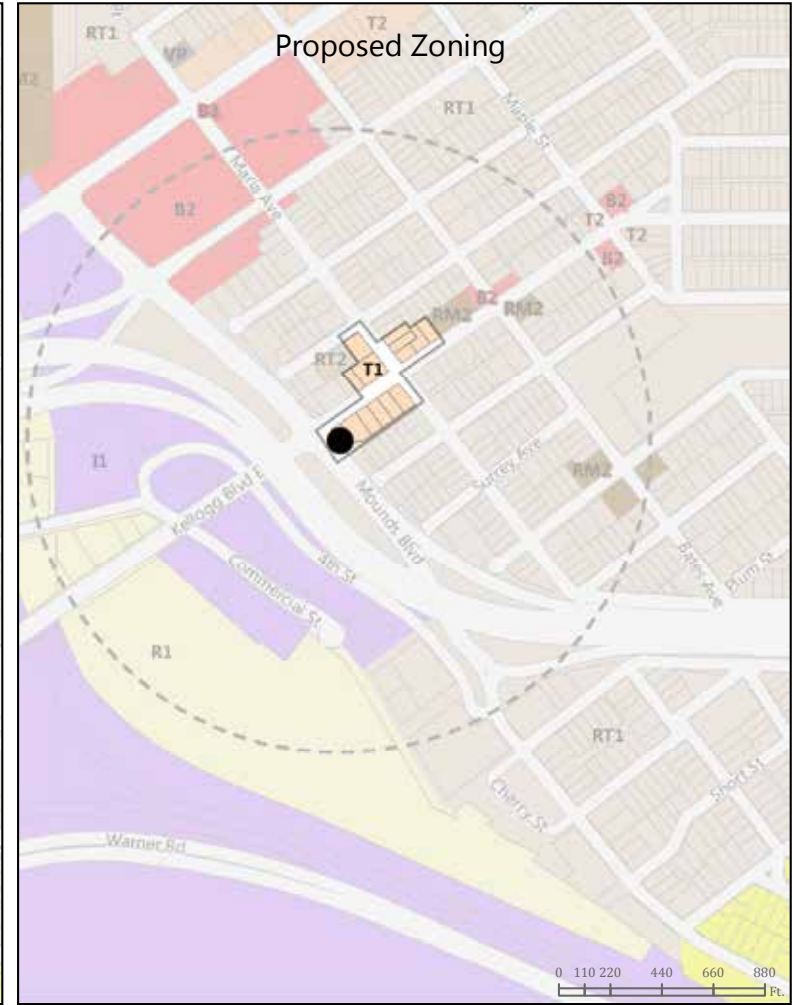 T2
RT1
Proposed Zoning
VP
M2
B3
RT1
Maple St
Maria Ave
B2
B2
T2
T2
B2
B2
RM2
RM2
RT2
T1
I1
Surrey Ave
RM2
Kellogg Blvd E
Mounds Blvd
4th St
Bates Ave
Plum St
Commercial St
R1
RT1
Short St
Cherry St
Warner Rd
0 110 220 440 660 880
Ft.